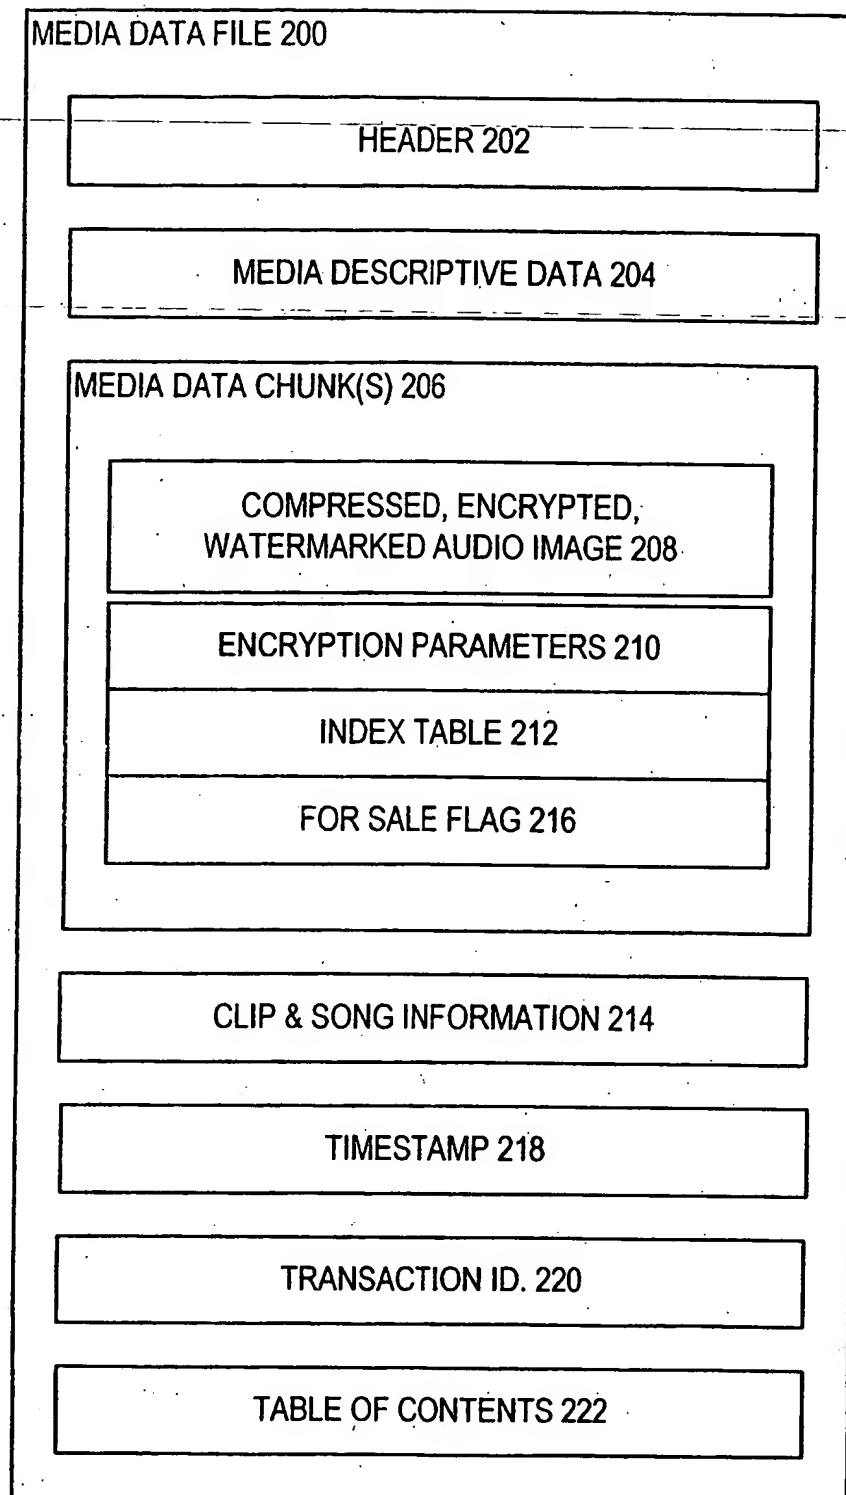 MEDIA DATA FILE 200
HEADER 202
MEDIA DESCRIPTIVE DATA 204
MEDIA DATA CHUNK(S) 206
COMPRESSED, ENCRYPTED,
WATERMARKED AUDIO IMAGE 208
ENCRYPTION PARAMETERS 210
INDEX TABLE 212
FOR SALE FLAG 216
CLIP & SONG INFORMATION 214
TIMESTAMP 218
TRANSACTION ID. 220
TABLE OF CONTENTS 222